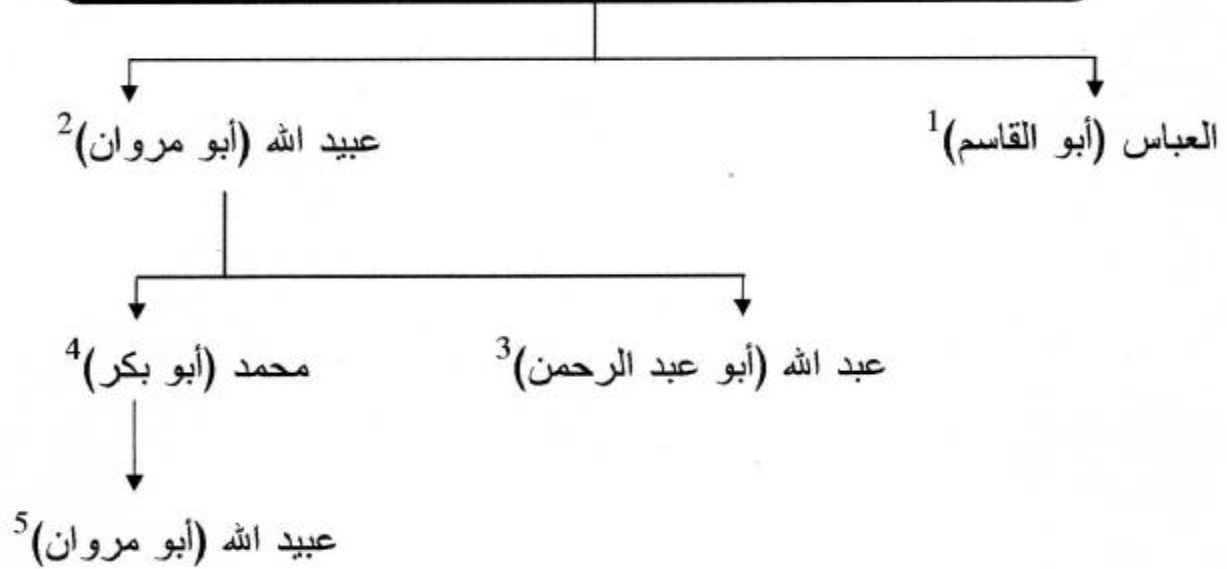 العباس (أبو القاسم)1
عبيد الله (أبو مروان)2
عبد الله (أبو عبد الرحمن)3
محمد (أبو بكر)4
عبيد الله (أبو مروان)5